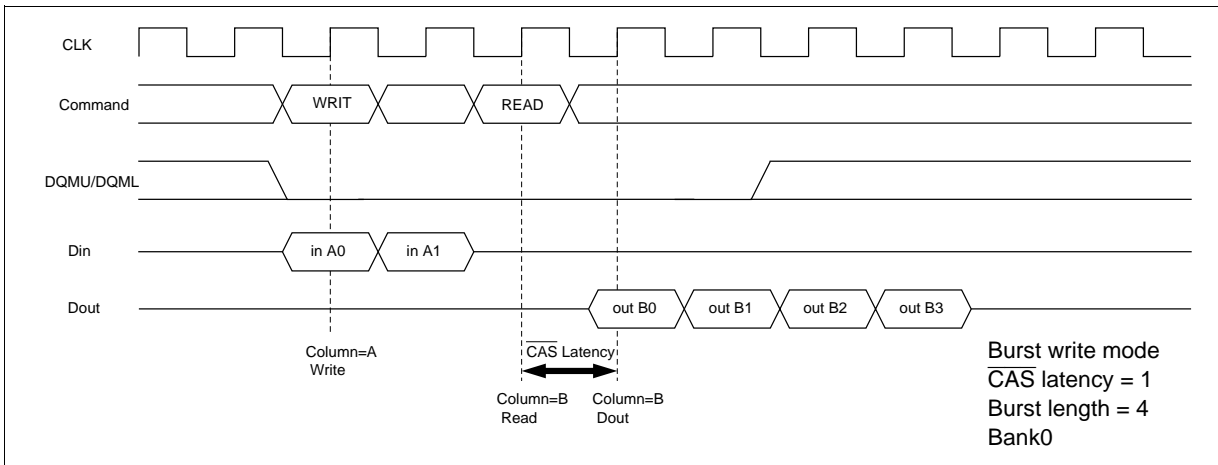 CLK
Command
WRIT
READ
DQMU/DQML
Din
in A0
in A1
Dout
out B0
out B1
out B2
out B3
Column=A
Write
CAS Latency
Column=B
Read
Column=B
Dout
Burst write mode
CAS latency = 1
Burst length = 4
Bank0